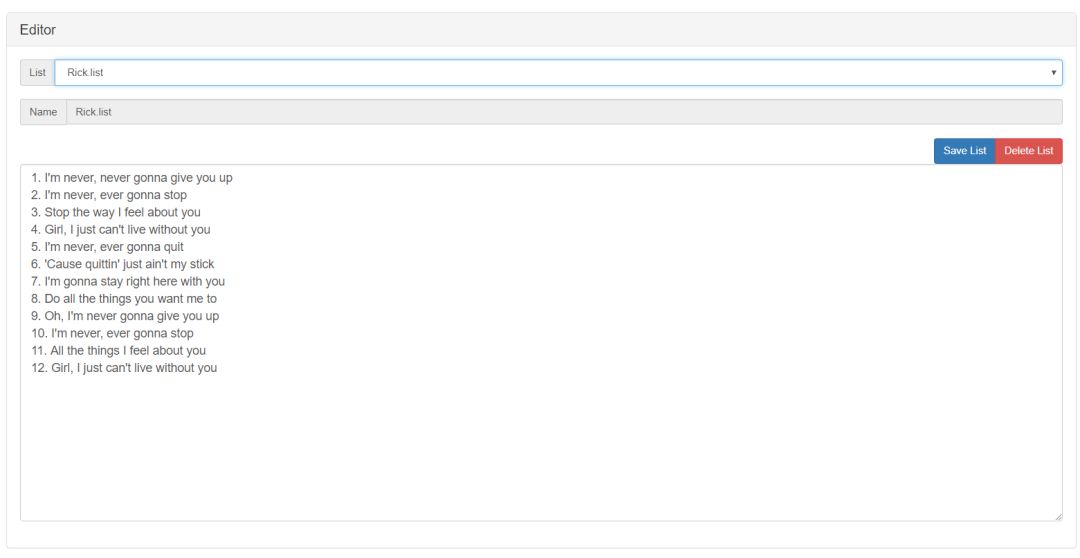 Editor
List Rick.list
Name Rick.list
Save List Delete List
1. I'm never, never gonna give you up
2. I'm never, ever gonna stop
3. Stop the way I feel about you
4. Girl, I just can't live without you
5. I'm never, ever gonna quit
6. 'Cause quittin' just ain't my stick
7. I'm gonna stay right here with you
8. Do all the things you want me to
9. Oh, I'm never gonna give you up
10. I'm never, ever gonna stop
11. All the things I feel about you
12. Girl, I just can't live without you